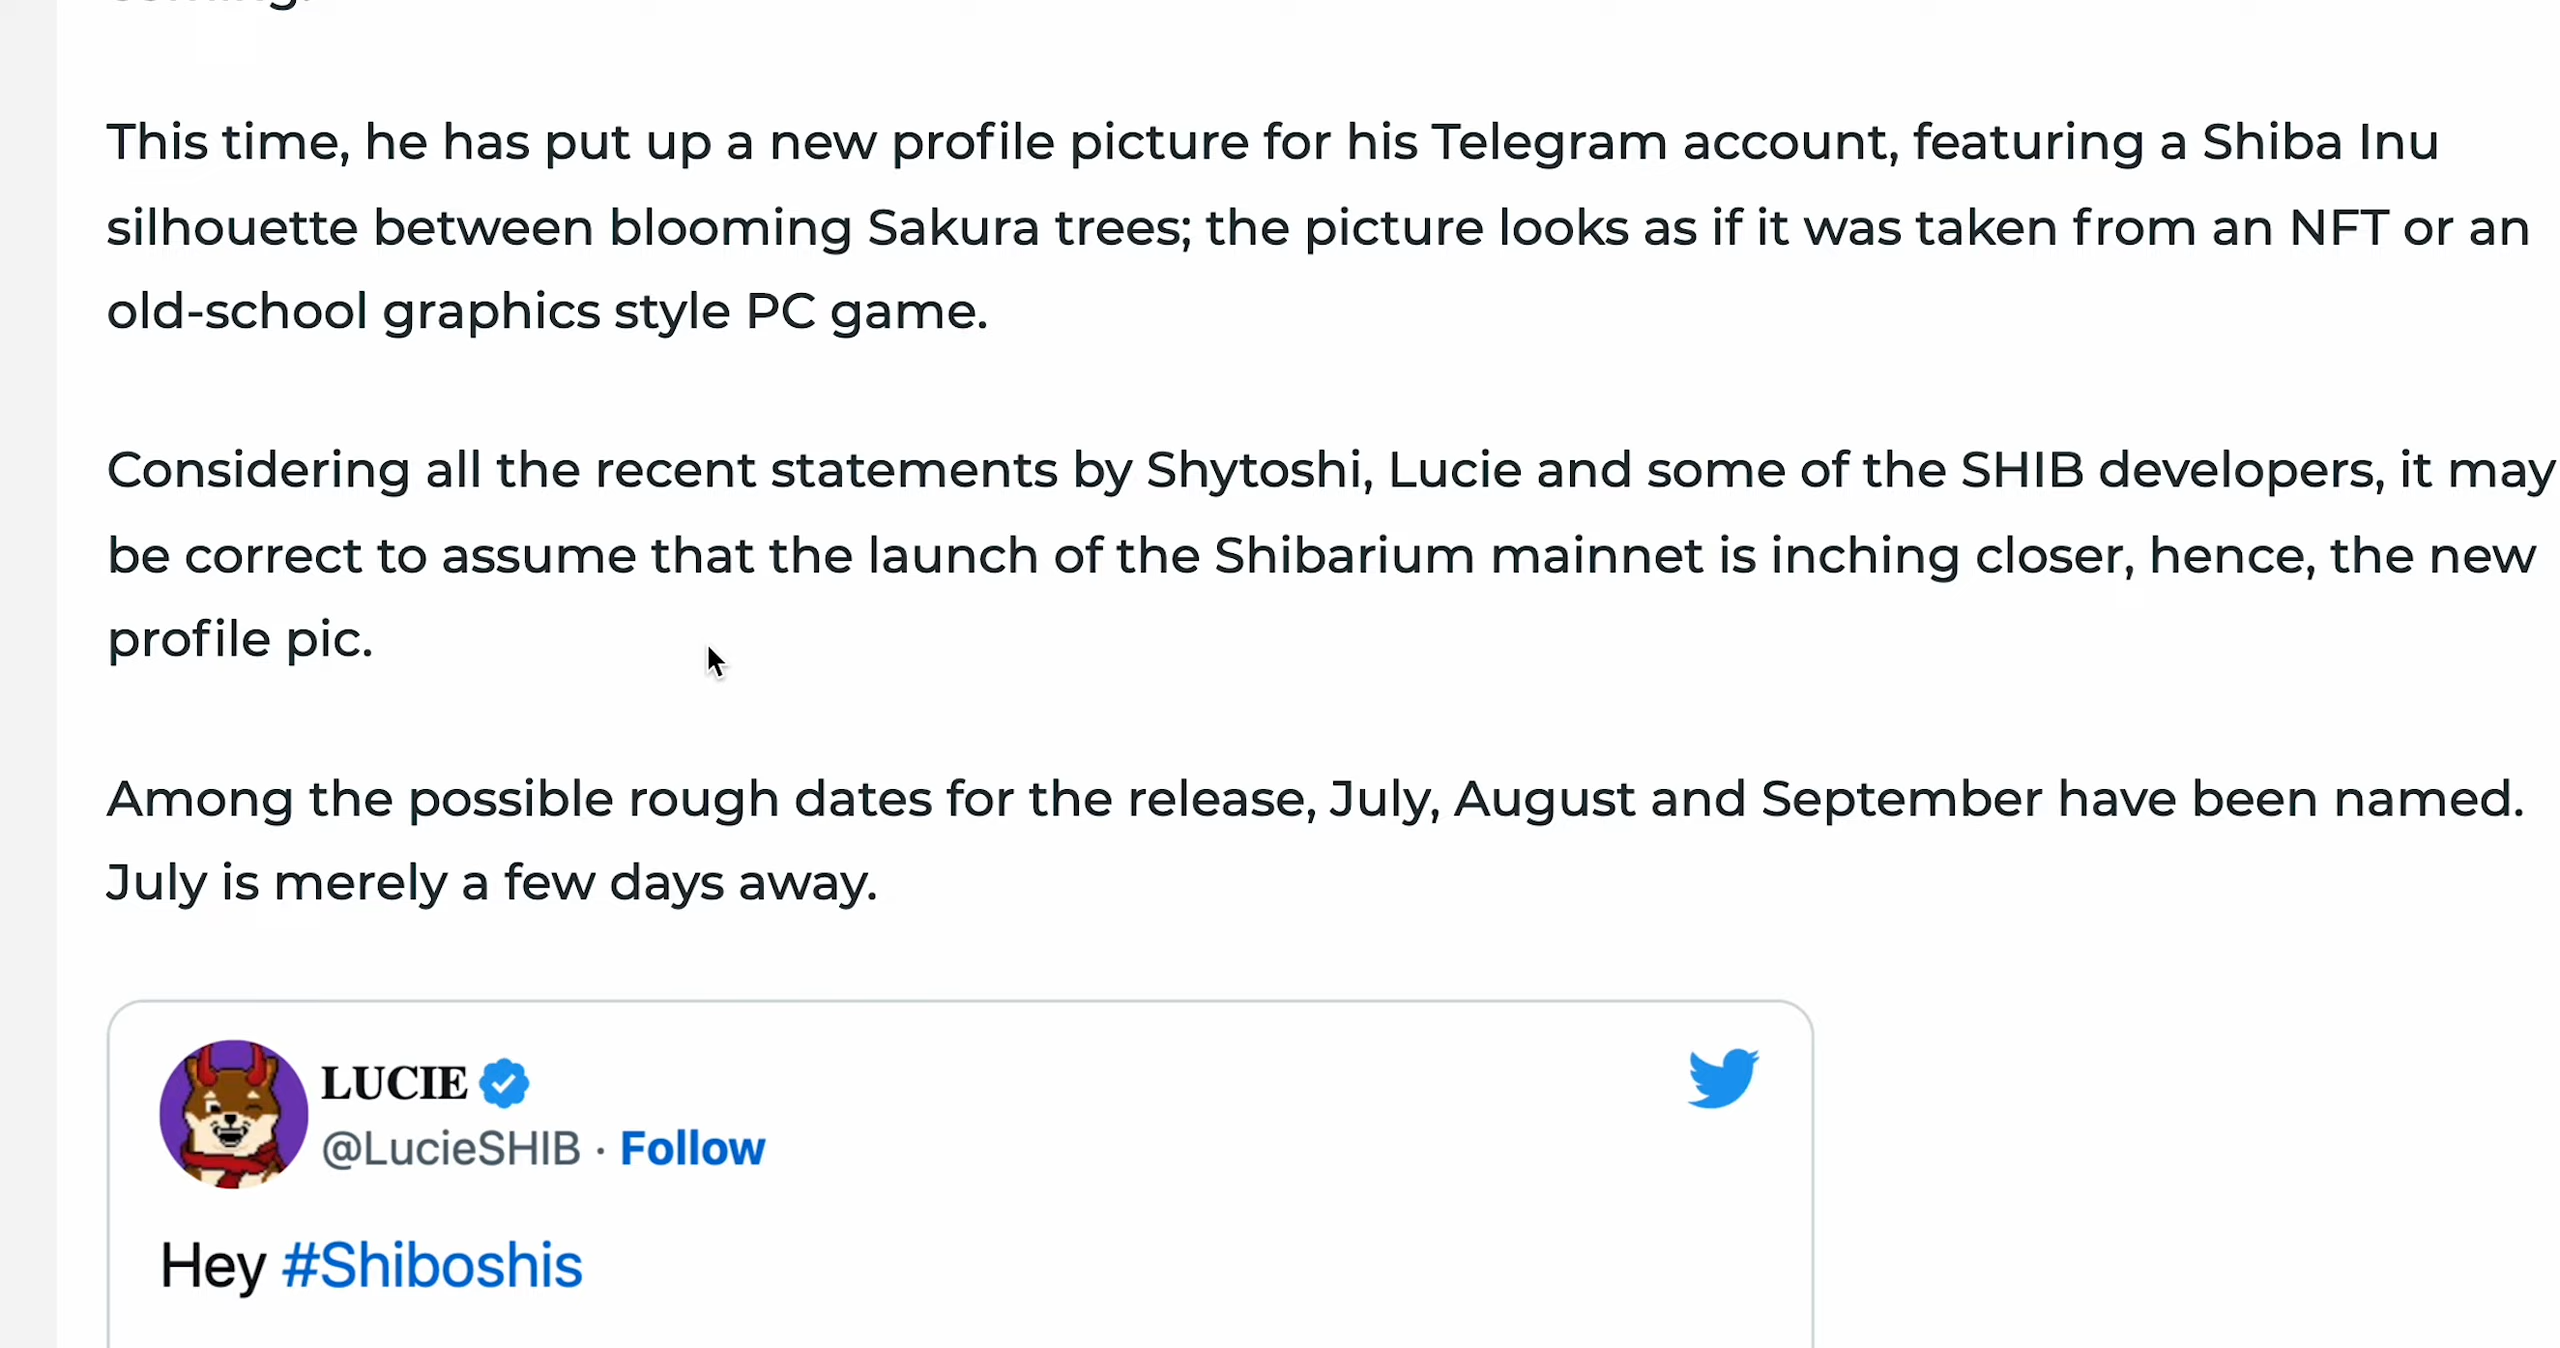 This time, he has put up a new profile picture for his Telegram account, featuring a Shiba Inu
silhouette between blooming Sakura trees; the picture looks as if it was taken from an NFT or an
old-school graphics style PC game.
Considering all the recent statements by Shytoshi, Lucie and some of the SHIB developers, it may
be correct to assume that the launch of the Shibarium mainnet is inching closer, hence, the new
profile pic.
Among the possible rough dates for the release, July, August and September have been named.
July is merely a few days away.
LUCIE
@LucieSHIB · Follow
Hey #Shiboshis